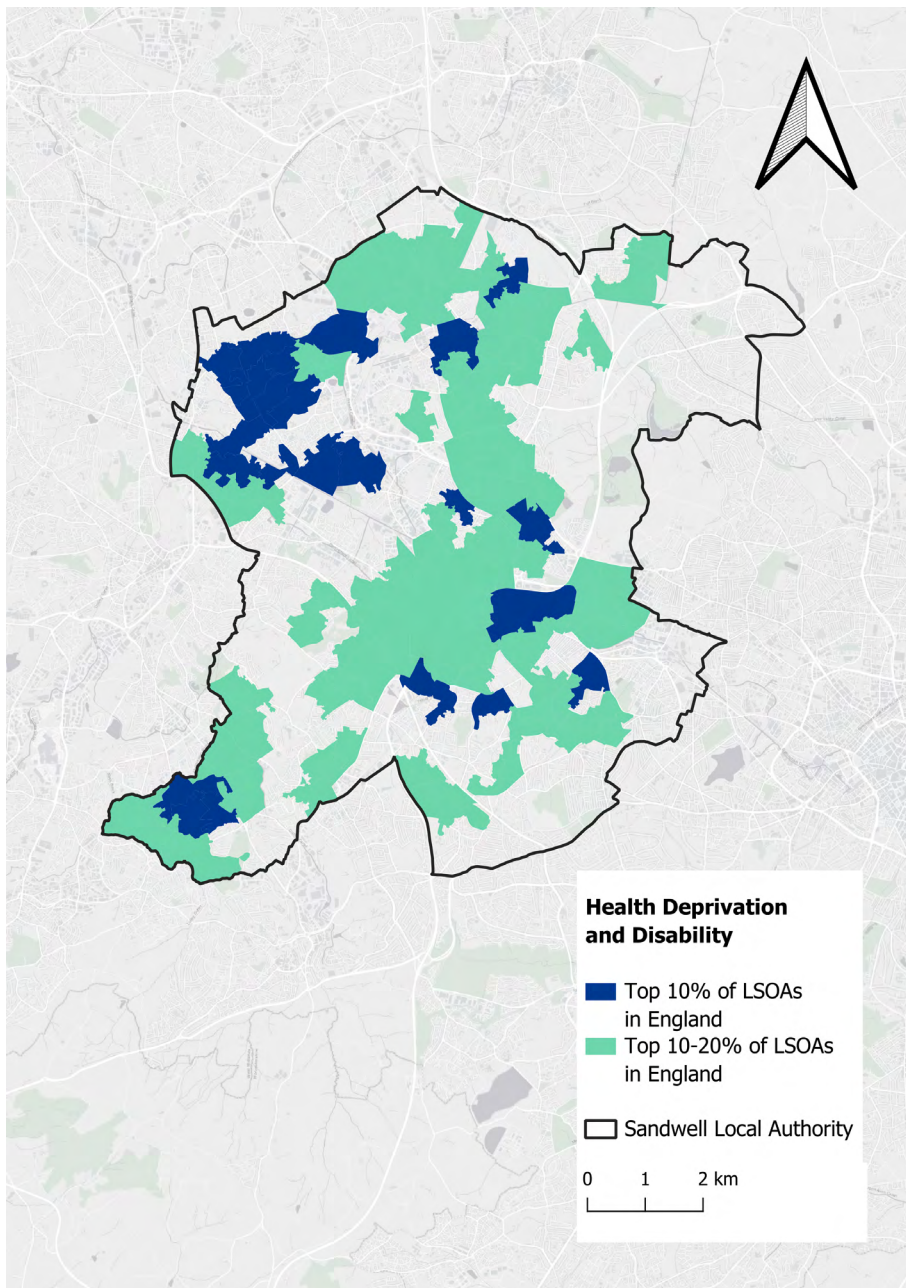 Health Deprivation
and Disability
Top 10% of LSOAs
in England
Top 10-20% of LSOAs
in England
Sandwell Local Authority
0 1 2 km